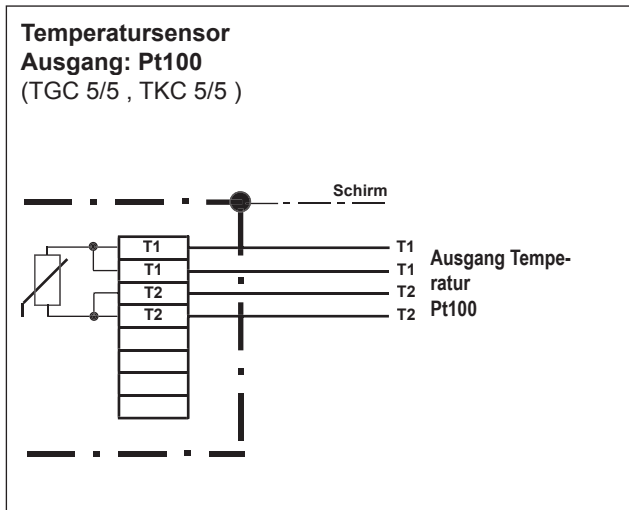 Temperatursensor
Ausgang: Pt100
(TGC 5/5 , TKC 5/5 )
Schirm
T1 T1
T1 T1
T2 T2
T2 T2
Ausgang Tempe-
ratur
Pt100